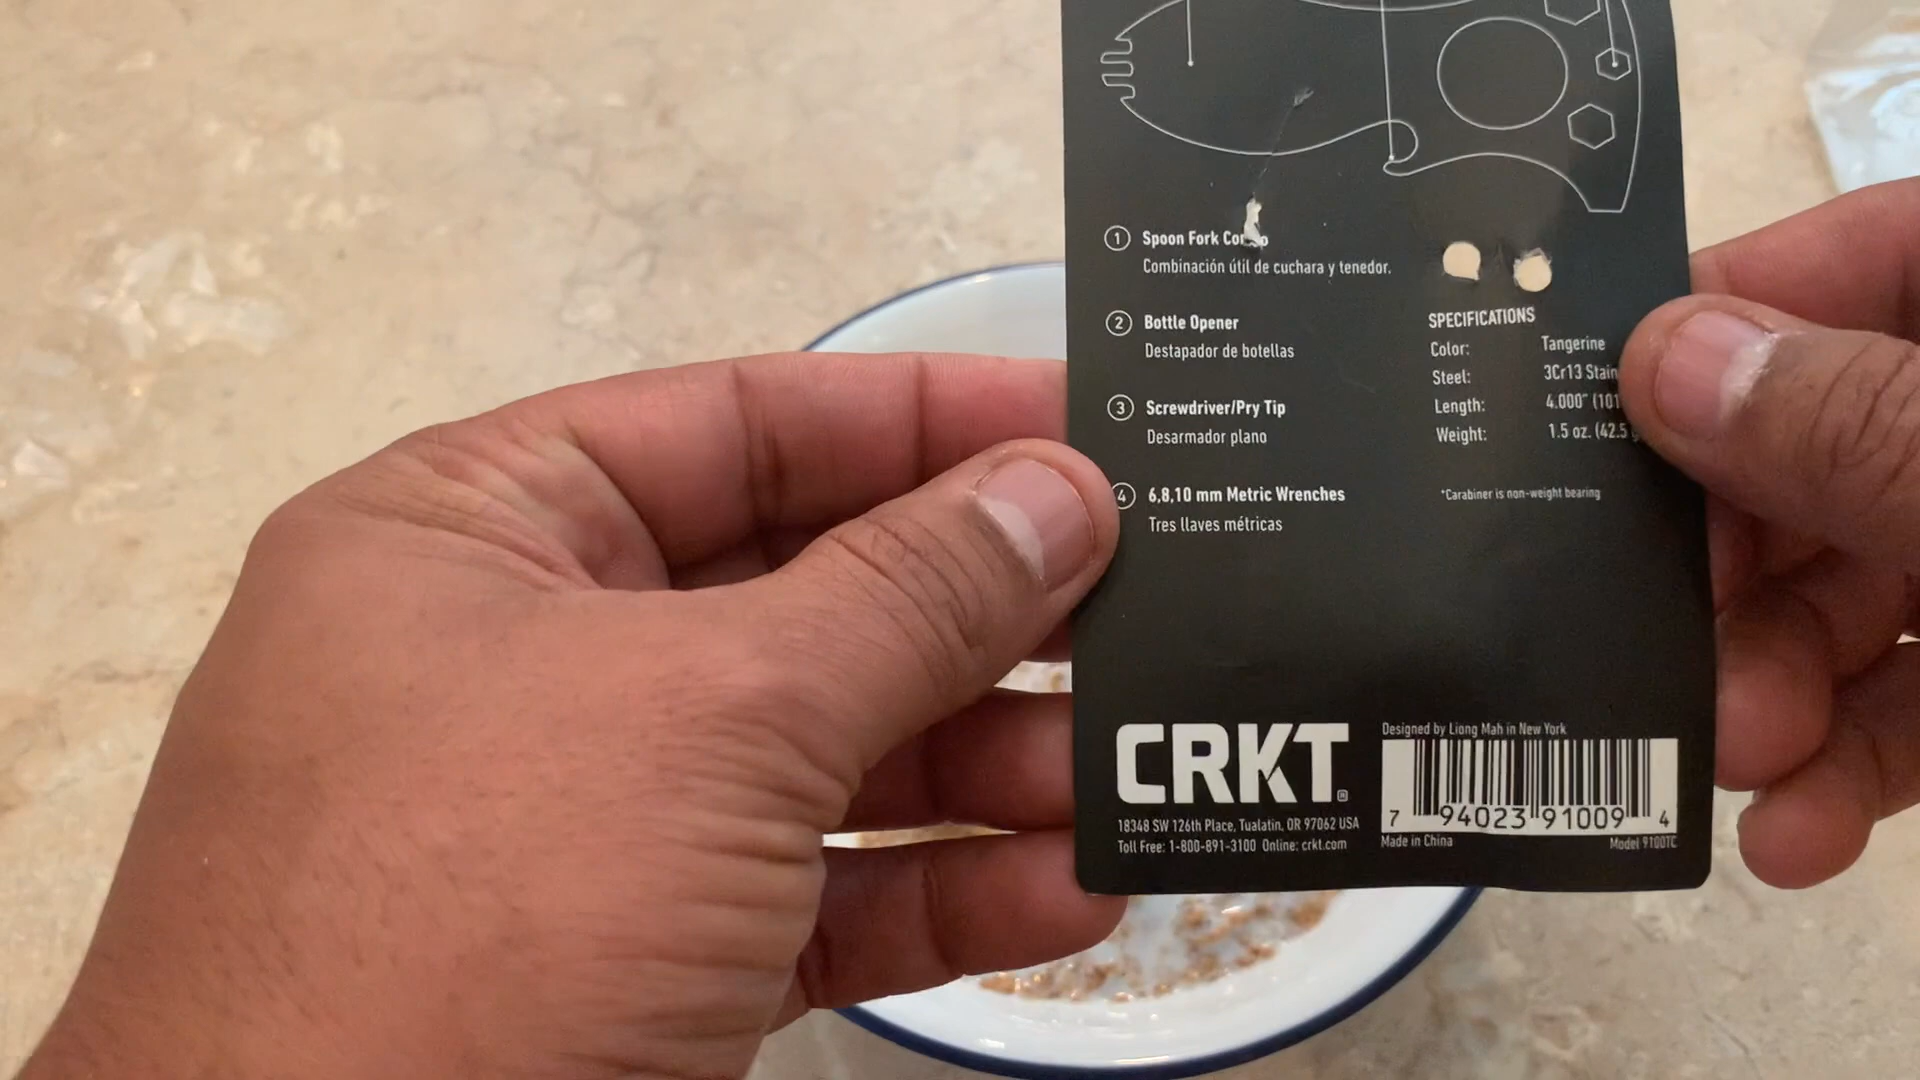 1 Spoon Fork
Combinación útil de cuchara y tenedor.
2 Bottle Opener
Destapador de botellas
3 Screwdriver/Pry Tip
Desarmador plano
4 6,8,10 mm Metric Wrenches
Tres llaves métricas
SPECIFICATIONS
Color: Tangerine
Steel: 3Cr13
Length: 4.000"
Weight: 1.5 oz. (42.5
*Carabiner is non-weight bearing
CRKT®
18348 SW 126th Place, Tualatin, OR 97062 USA
Toll Free: 1-800-891-3100 Online: crkt.com
Designed by Liong Mah in New York
7 94023 91009 4
Made in China
Model 9100TC